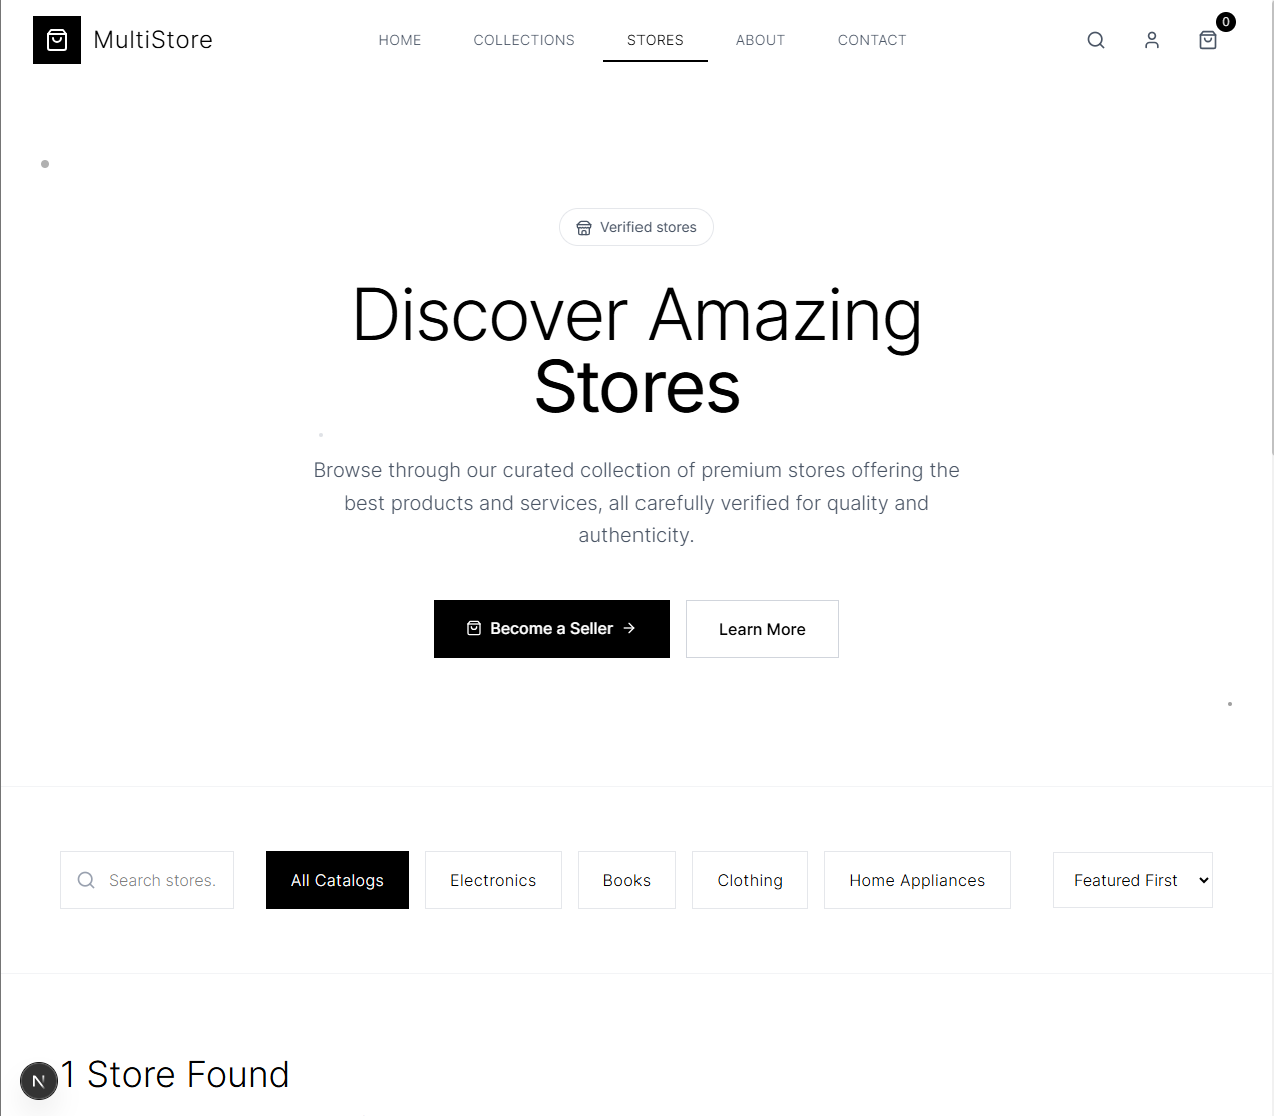 MultiStore
HOME COLLECTIONS STORES ABOUT CONTACT
0
Verified stores
Discover Amazing
Stores
Browse through our curated collection of premium stores offering the
best products and services, all carefully verified for quality and
authenticity.
Become a Seller → Learn More
Search stores. All Catalogs Electronics Books Clothing Home Appliances Featured First
1 Store Found
N